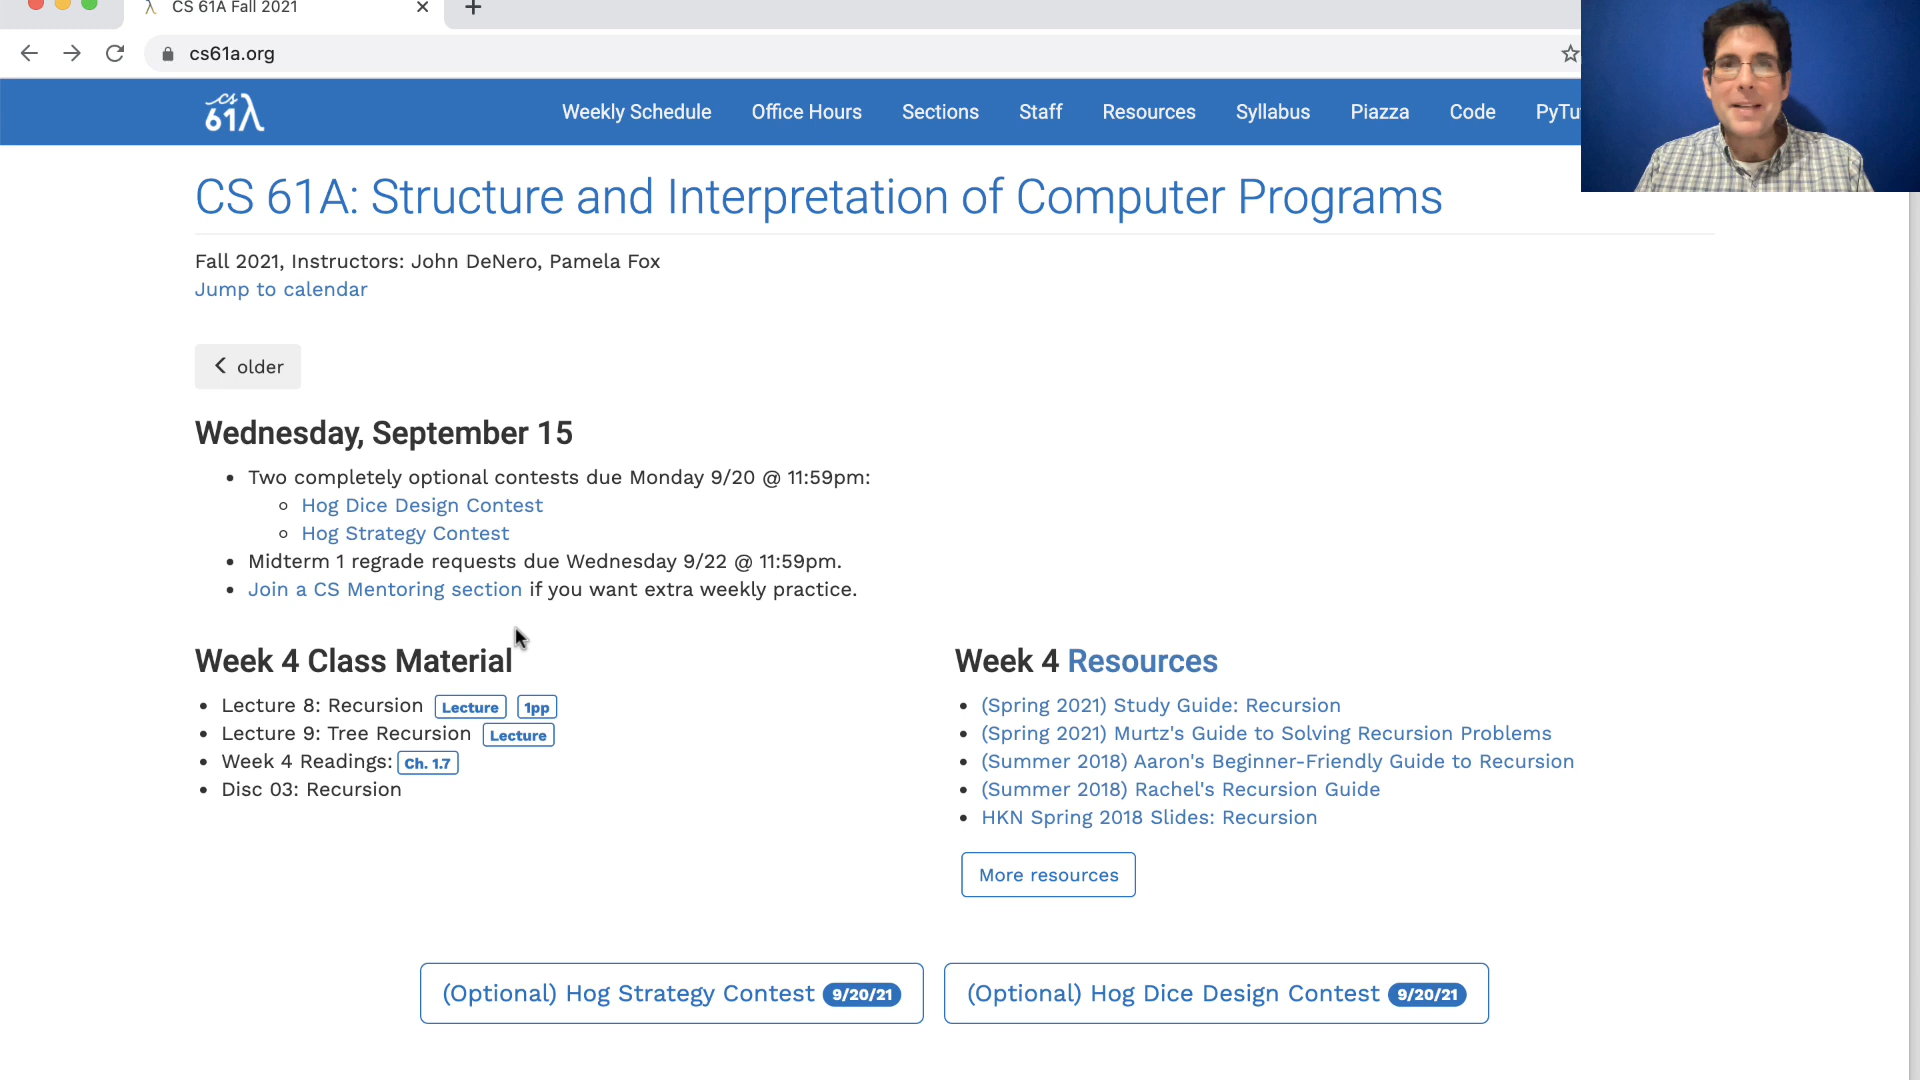 CS 61A Fall 2021
cs61a.org
cs
61λ
Weekly Schedule Office Hours Sections Staff Resources Syllabus Piazza Code PyTu
CS 61A: Structure and Interpretation of Computer Programs
Fall 2021, Instructors: John DeNero, Pamela Fox
Jump to calendar
older
Wednesday, September 15
Two completely optional contests due Monday 9/20 @ 11:59pm:
Hog Dice Design Contest
Hog Strategy Contest
Midterm 1 regrade requests due Wednesday 9/22 @ 11:59pm.
Join a CS Mentoring section if you want extra weekly practice.
Week 4 Class Material
Lecture 8: Recursion Lecture 1pp
Lecture 9: Tree Recursion Lecture
Week 4 Readings: Ch. 1.7
Disc 03: Recursion
Week 4 Resources
(Spring 2021) Study Guide: Recursion
(Spring 2021) Murtz's Guide to Solving Recursion Problems
(Summer 2018) Aaron's Beginner-Friendly Guide to Recursion
(Summer 2018) Rachel's Recursion Guide
HKN Spring 2018 Slides: Recursion
More resources
(Optional) Hog Strategy Contest 9/20/21
(Optional) Hog Dice Design Contest 9/20/21